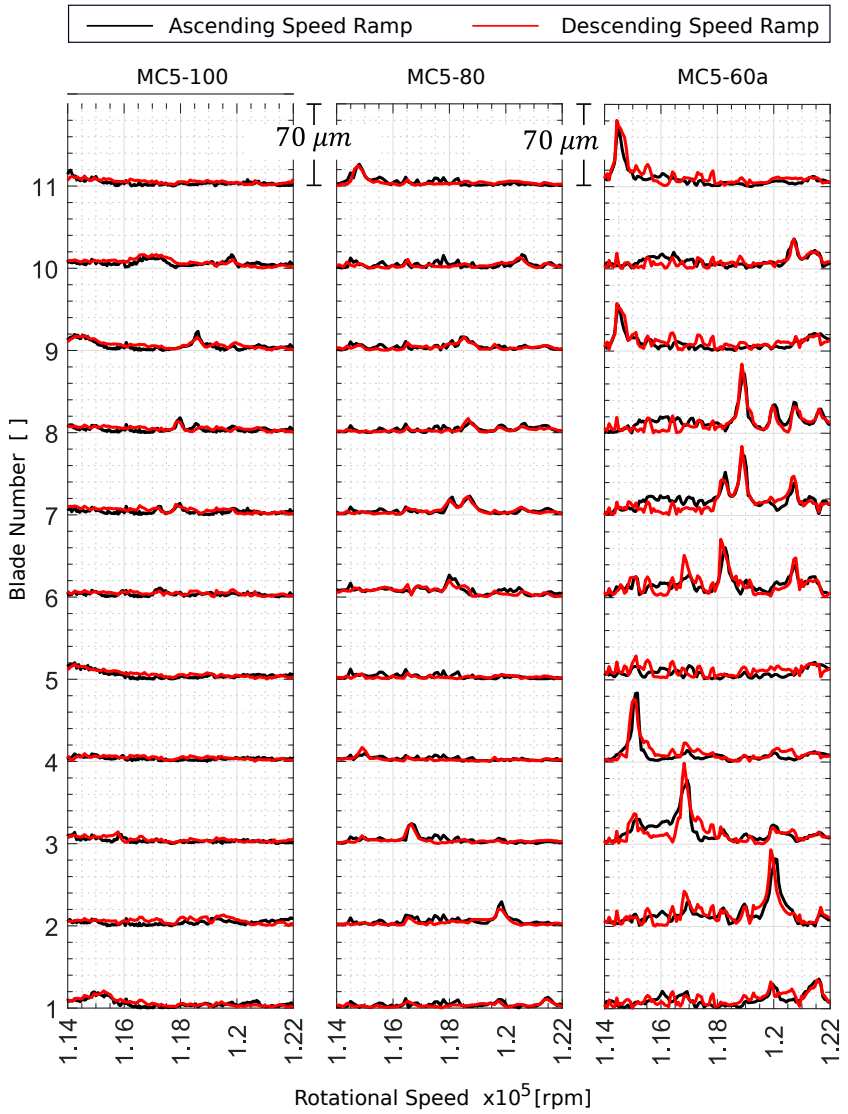 Ascending Speed Ramp Descending Speed Ramp
MC5-100 MC5-80 MC5-60a
70 μm 70 μm
11
10
9
8
7
6
5
4
3
2
1
Blade Number [ ]
1.14 1.16 1.18 1.2 1.22 1.14 1.16 1.18 1.2 1.22 1.14 1.16 1.18 1.2 1.22
Rotational Speed x10⁵ [rpm]